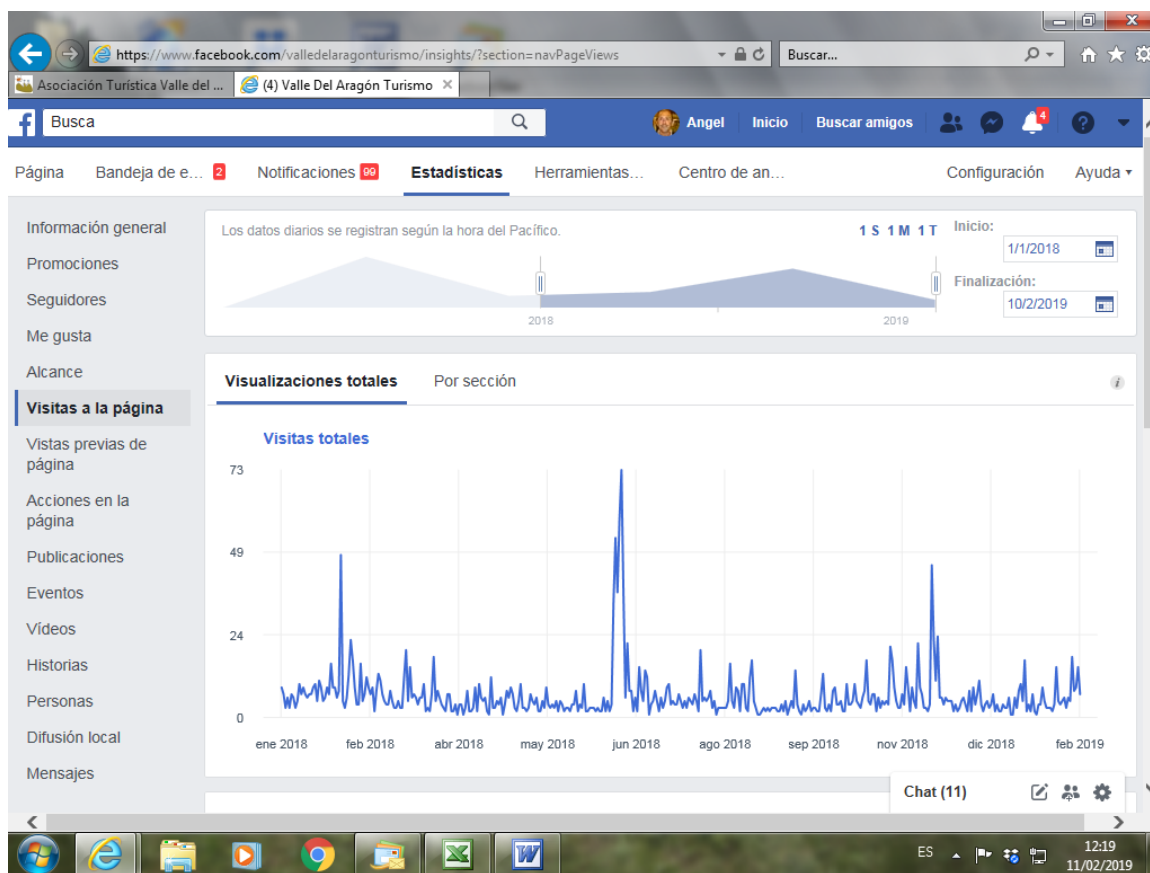 https://www.facebook.com/valledelaragonturismo/insights/?section=navPageViews
Buscar...
Asociación Turística Valle del ...
(4) Valle Del Aragón Turismo
f
Busca
Angel
Inicio
Buscar amigos
4
Página
Bandeja de e... 2
Notificaciones 99
Estadísticas
Herramientas...
Centro de an...
Configuración
Ayuda
Información general
Promociones
Seguidores
Me gusta
Alcance
Visitas a la página
Vistas previas de
página
Acciones en la
página
Publicaciones
Eventos
Vídeos
Historias
Personas
Difusión local
Mensajes
Los datos diarios se registran según la hora del Pacífico.
1 S 1 M 1 T
Inicio:
1/1/2018
Finalización:
10/2/2019
2018
2019
Visualizaciones totales
Por sección
i
Visitas totales
73
49
24
0
ene 2018
feb 2018
abr 2018
may 2018
jun 2018
ago 2018
sep 2018
nov 2018
dic 2018
feb 2019
Chat (11)
ES
12:19
11/02/2019